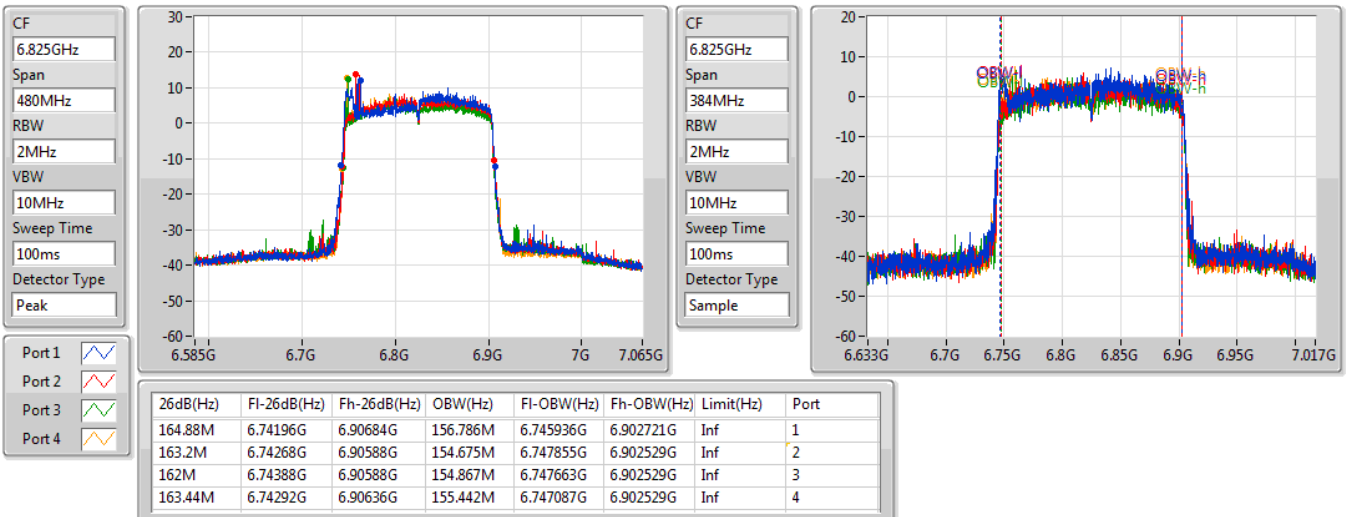 CF
6.825GHz
Span
480MHz
RBW
2MHz
VBW
10MHz
Sweep Time
100ms
Detector Type
Peak
30
20
10
0
-10
-20
-30
-40
-50
-60
6.585G 6.7G 6.8G 6.9G 7G 7.065G
CF
6.825GHz
Span
384MHz
RBW
2MHz
VBW
10MHz
Sweep Time
100ms
Detector Type
Sample
20
10
0
-10
-20
-30
-40
-50
-60
OBW-h
6.633G 6.7G 6.75G 6.8G 6.85G 6.9G 6.95G 7.017G
Port 1
Port 2
Port 3
Port 4
26dB(Hz) Fl-26dB(Hz) Fh-26dB(Hz) OBW(Hz) Fl-OBW(Hz) Fh-OBW(Hz) Limit(Hz) Port
164.88M 6.74196G 6.90684G 156.786M 6.745936G 6.902721G Inf 1
163.2M 6.74268G 6.90588G 154.675M 6.747855G 6.902529G Inf 2
162M 6.74388G 6.90588G 154.867M 6.747663G 6.902529G Inf 3
163.44M 6.74292G 6.90636G 155.442M 6.747087G 6.902529G Inf 4